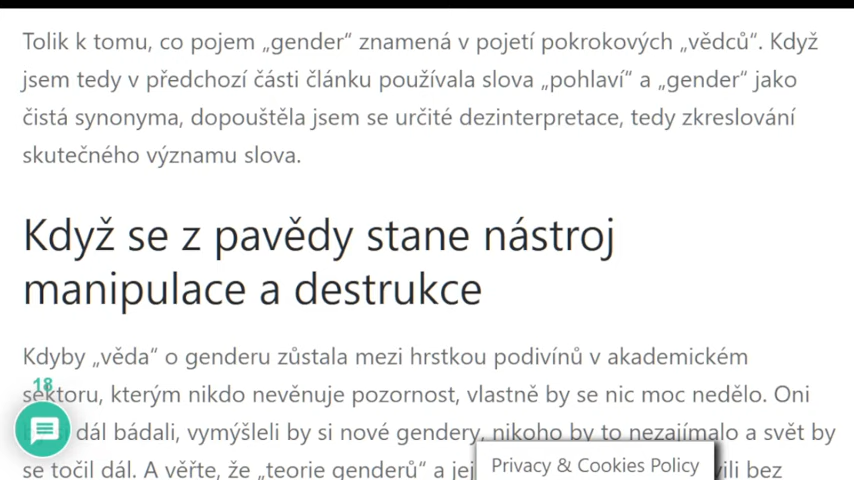 Tolik k tomu, co pojem „gender“ znamená v pojetí pokrokových „vědců“. Když
jsem tedy v předchozí části článku používala slova „pohlaví“ a „gender“ jako
čistá synonyma, dopouštěla jsem se určité dezinterpretace, tedy zkreslování
skutečného významu slova.
Když se z pavědy stane nástroj
manipulace a destrukce
Kdyby „věda“ o genderu zůstala mezi hrstkou podivínů v akademickém
18
sektoru, kterým nikdo nevěnuje pozornost, vlastně by se nic moc nedělo. Oni
dál bádali, vymýšleli by si nové gendery, nikoho by to nezajímalo a svět by
se točil dál. A věřte, že „teorie genderů“ a bez
Privacy & Cookies Policy